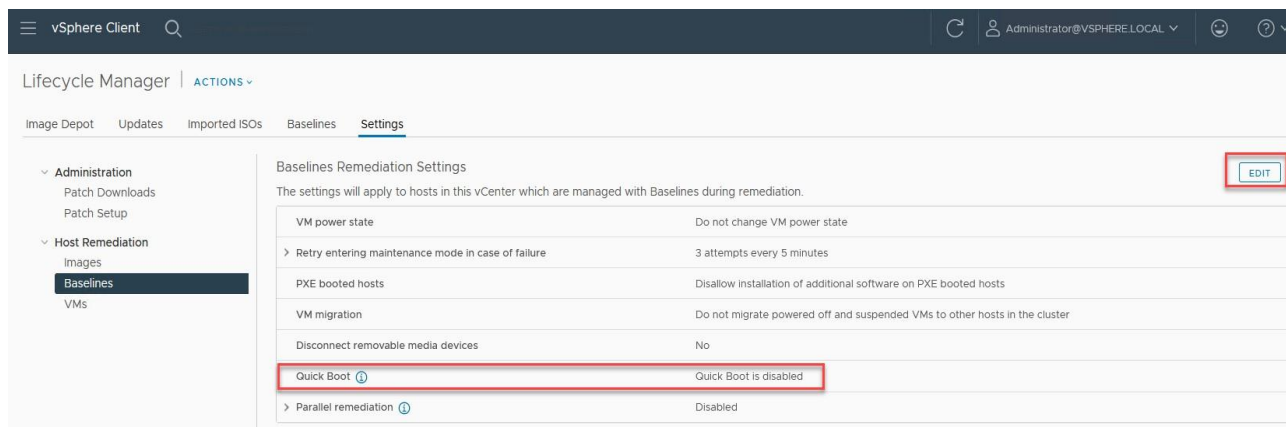 vSphere Client
Administrator@VSPHERE.LOCAL
Lifecycle Manager | ACTIONS
Image Depot Updates Imported ISOs Baselines Settings
Administration
Patch Downloads
Patch Setup
Host Remediation
Images
Baselines
VMs
Baselines Remediation Settings
EDIT
The settings will apply to hosts in this vCenter which are managed with Baselines during remediation.
VM power state Do not change VM power state
Retry entering maintenance mode in case of failure 3 attempts every 5 minutes
PXE booted hosts Disallow installation of additional software on PXE booted hosts
VM migration Do not migrate powered off and suspended VMs to other hosts in the cluster
Disconnect removable media devices No
Quick Boot Quick Boot is disabled
Parallel remediation Disabled